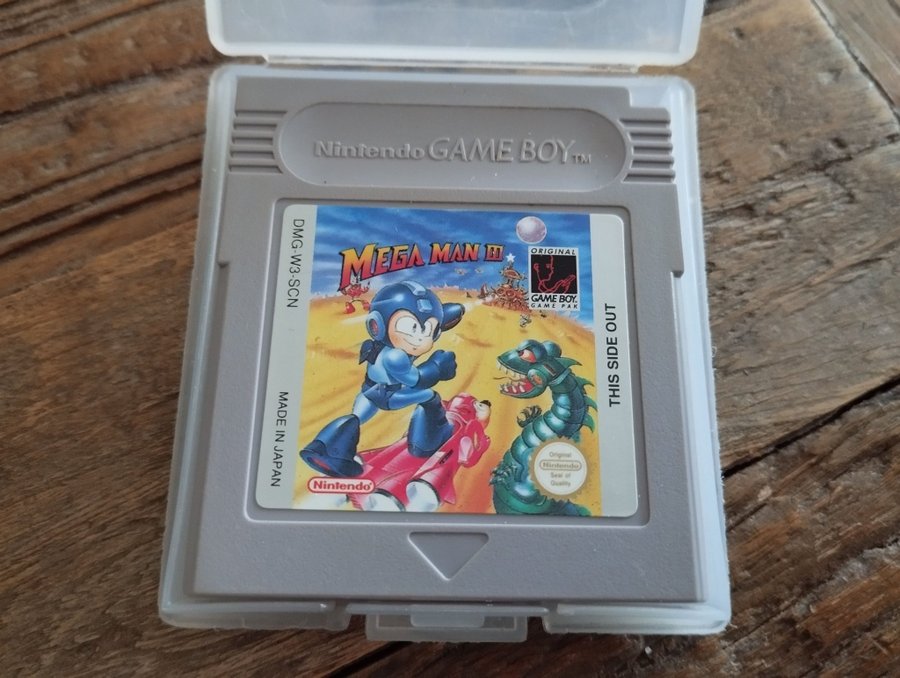 Nintendo GAME BOY TM
DMG-W3-SCN
MADE IN JAPAN
MEGA MAN III
ORIGINAL
GAME BOY
GAME PAK
THIS SIDE OUT
Nintendo
Original
Nintendo
Seal of
Quality